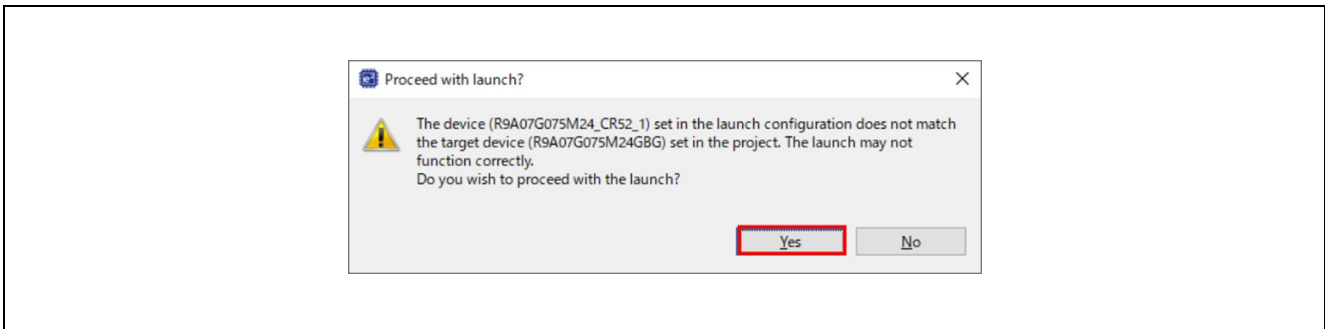 Proceed with launch?
The device (R9A07G075M24_CR52_1) set in the launch configuration does not match
the target device (R9A07G075M24GBG) set in the project. The launch may not
function correctly.
Do you wish to proceed with the launch?
Yes No